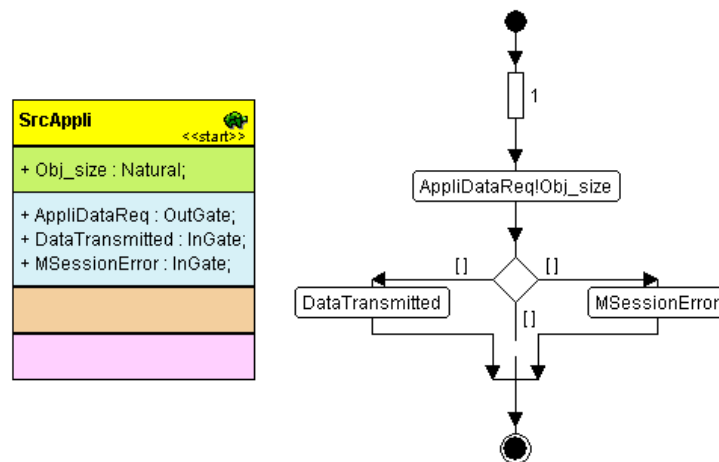 SrcAppli
<<start>>
+ Obj_size : Natural;
+ AppliDataReq : OutGate;
+ DataTransmitted : InGate;
+ MSessionError : InGate;
1
AppliDataReq!Obj_size
[ ]
[ ]
DataTransmitted
[ ]
MSessionError